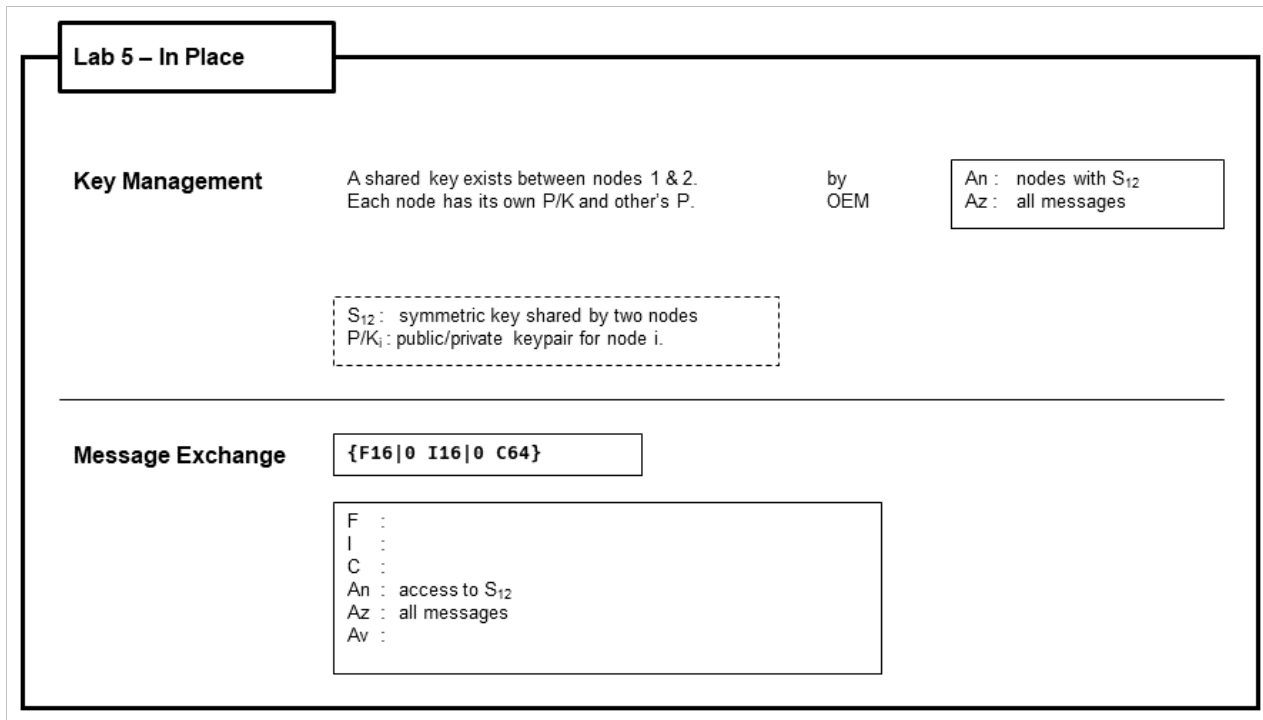 Lab 5 – In Place
Key Management
A shared key exists between nodes 1 & 2.
Each node has its own P/K and other's P.
by
OEM
An : nodes with S₁₂
Az : all messages
S₁₂ : symmetric key shared by two nodes
P/Kᵢ : public/private keypair for node i.
Message Exchange
{F16|0 I16|0 C64}
F :
I :
C :
An : access to S₁₂
Az : all messages
Av :